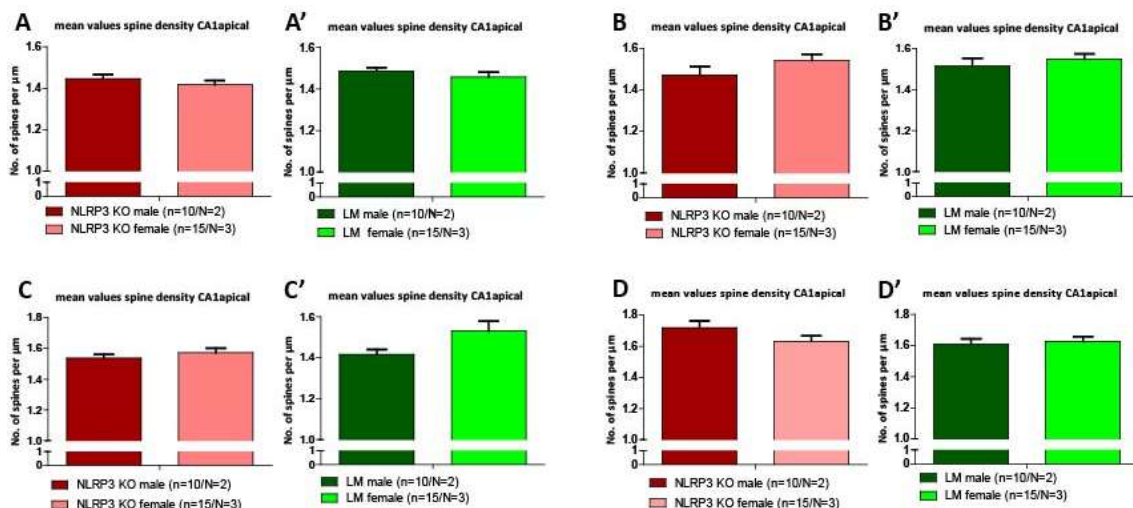 A
mean values spine density CA1apical
No. of spines per µm
1.6
1.4
1.2
1.0
1
0
NLRP3 KO male (n=10/N=2)
NLRP3 KO female (n=15/N=3)
A’
mean values spine density CA1apical
No. of spines per µm
1.6
1.4
1.2
1.0
1
0
LM male (n=10/N=2)
LM female (n=15/N=3)
B
mean values spine density CA1apical
No. of spines per µm
1.6
1.4
1.2
1.0
1
0
NLRP3 KO male (n=10/N=2)
NLRP3 KO female (n=15/N=3)
B’
mean values spine density CA1apical
No. of spines per µm
1.6
1.4
1.2
1.0
1
0
LM male (n=10/N=2)
LM female (n=15/N=3)
C
mean values spine density CA1apical
No. of spines per µm
1.8
1.6
1.4
1.2
1.0
1
0
NLRP3 KO male (n=10/N=2)
NLRP3 KO female (n=15/N=3)
C’
mean values spine density CA1apical
No. of spines per µm
1.6
1.4
1.2
1.0
1
0
LM male (n=10/N=2)
LM female (n=15/N=3)
D
mean values spine density CA1apical
No. of spines per µm
1.8
1.6
1.4
1.2
1.0
1
0
NLRP3 KO male (n=10/N=2)
NLRP3 KO female (n=15/N=3)
D’
mean values spine density CA1apical
No. of spines per µm
1.8
1.6
1.4
1.2
1.0
1
0
LM male (n=10/N=2)
LM female (n=15/N=3)